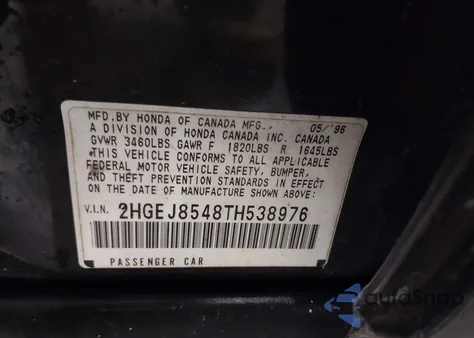 MFD. BY HONDA OF CANADA MFG., 05/'96
A DIVISION OF HONDA CANADA INC. CANADA
GVWR 3460LBS GAWR F 1820LBS R 1645LBS
THIS VEHICLE CONFORMS TO ALL APPLICABLE
FEDERAL MOTOR VEHICLE SAFETY, BUMPER,
AND THEFT PREVENTION STANDARDS IN EFFECT
ON THE DATE OF MANUFACTURE SHOWN ABOVE:
V.I.N. 2HGEJ8548TH538976
PASSENGER CAR
autoSnap